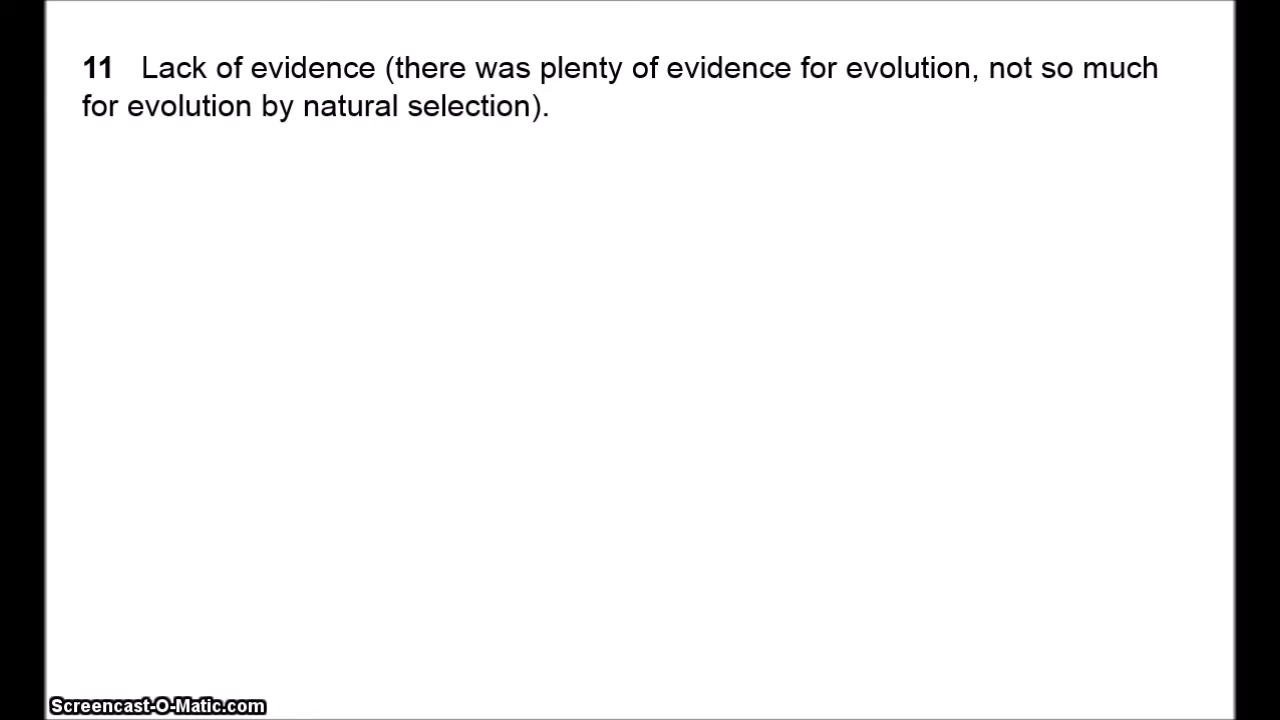 11 Lack of evidence (there was plenty of evidence for evolution, not so much
for evolution by natural selection).
Screencast-O-Matic.com